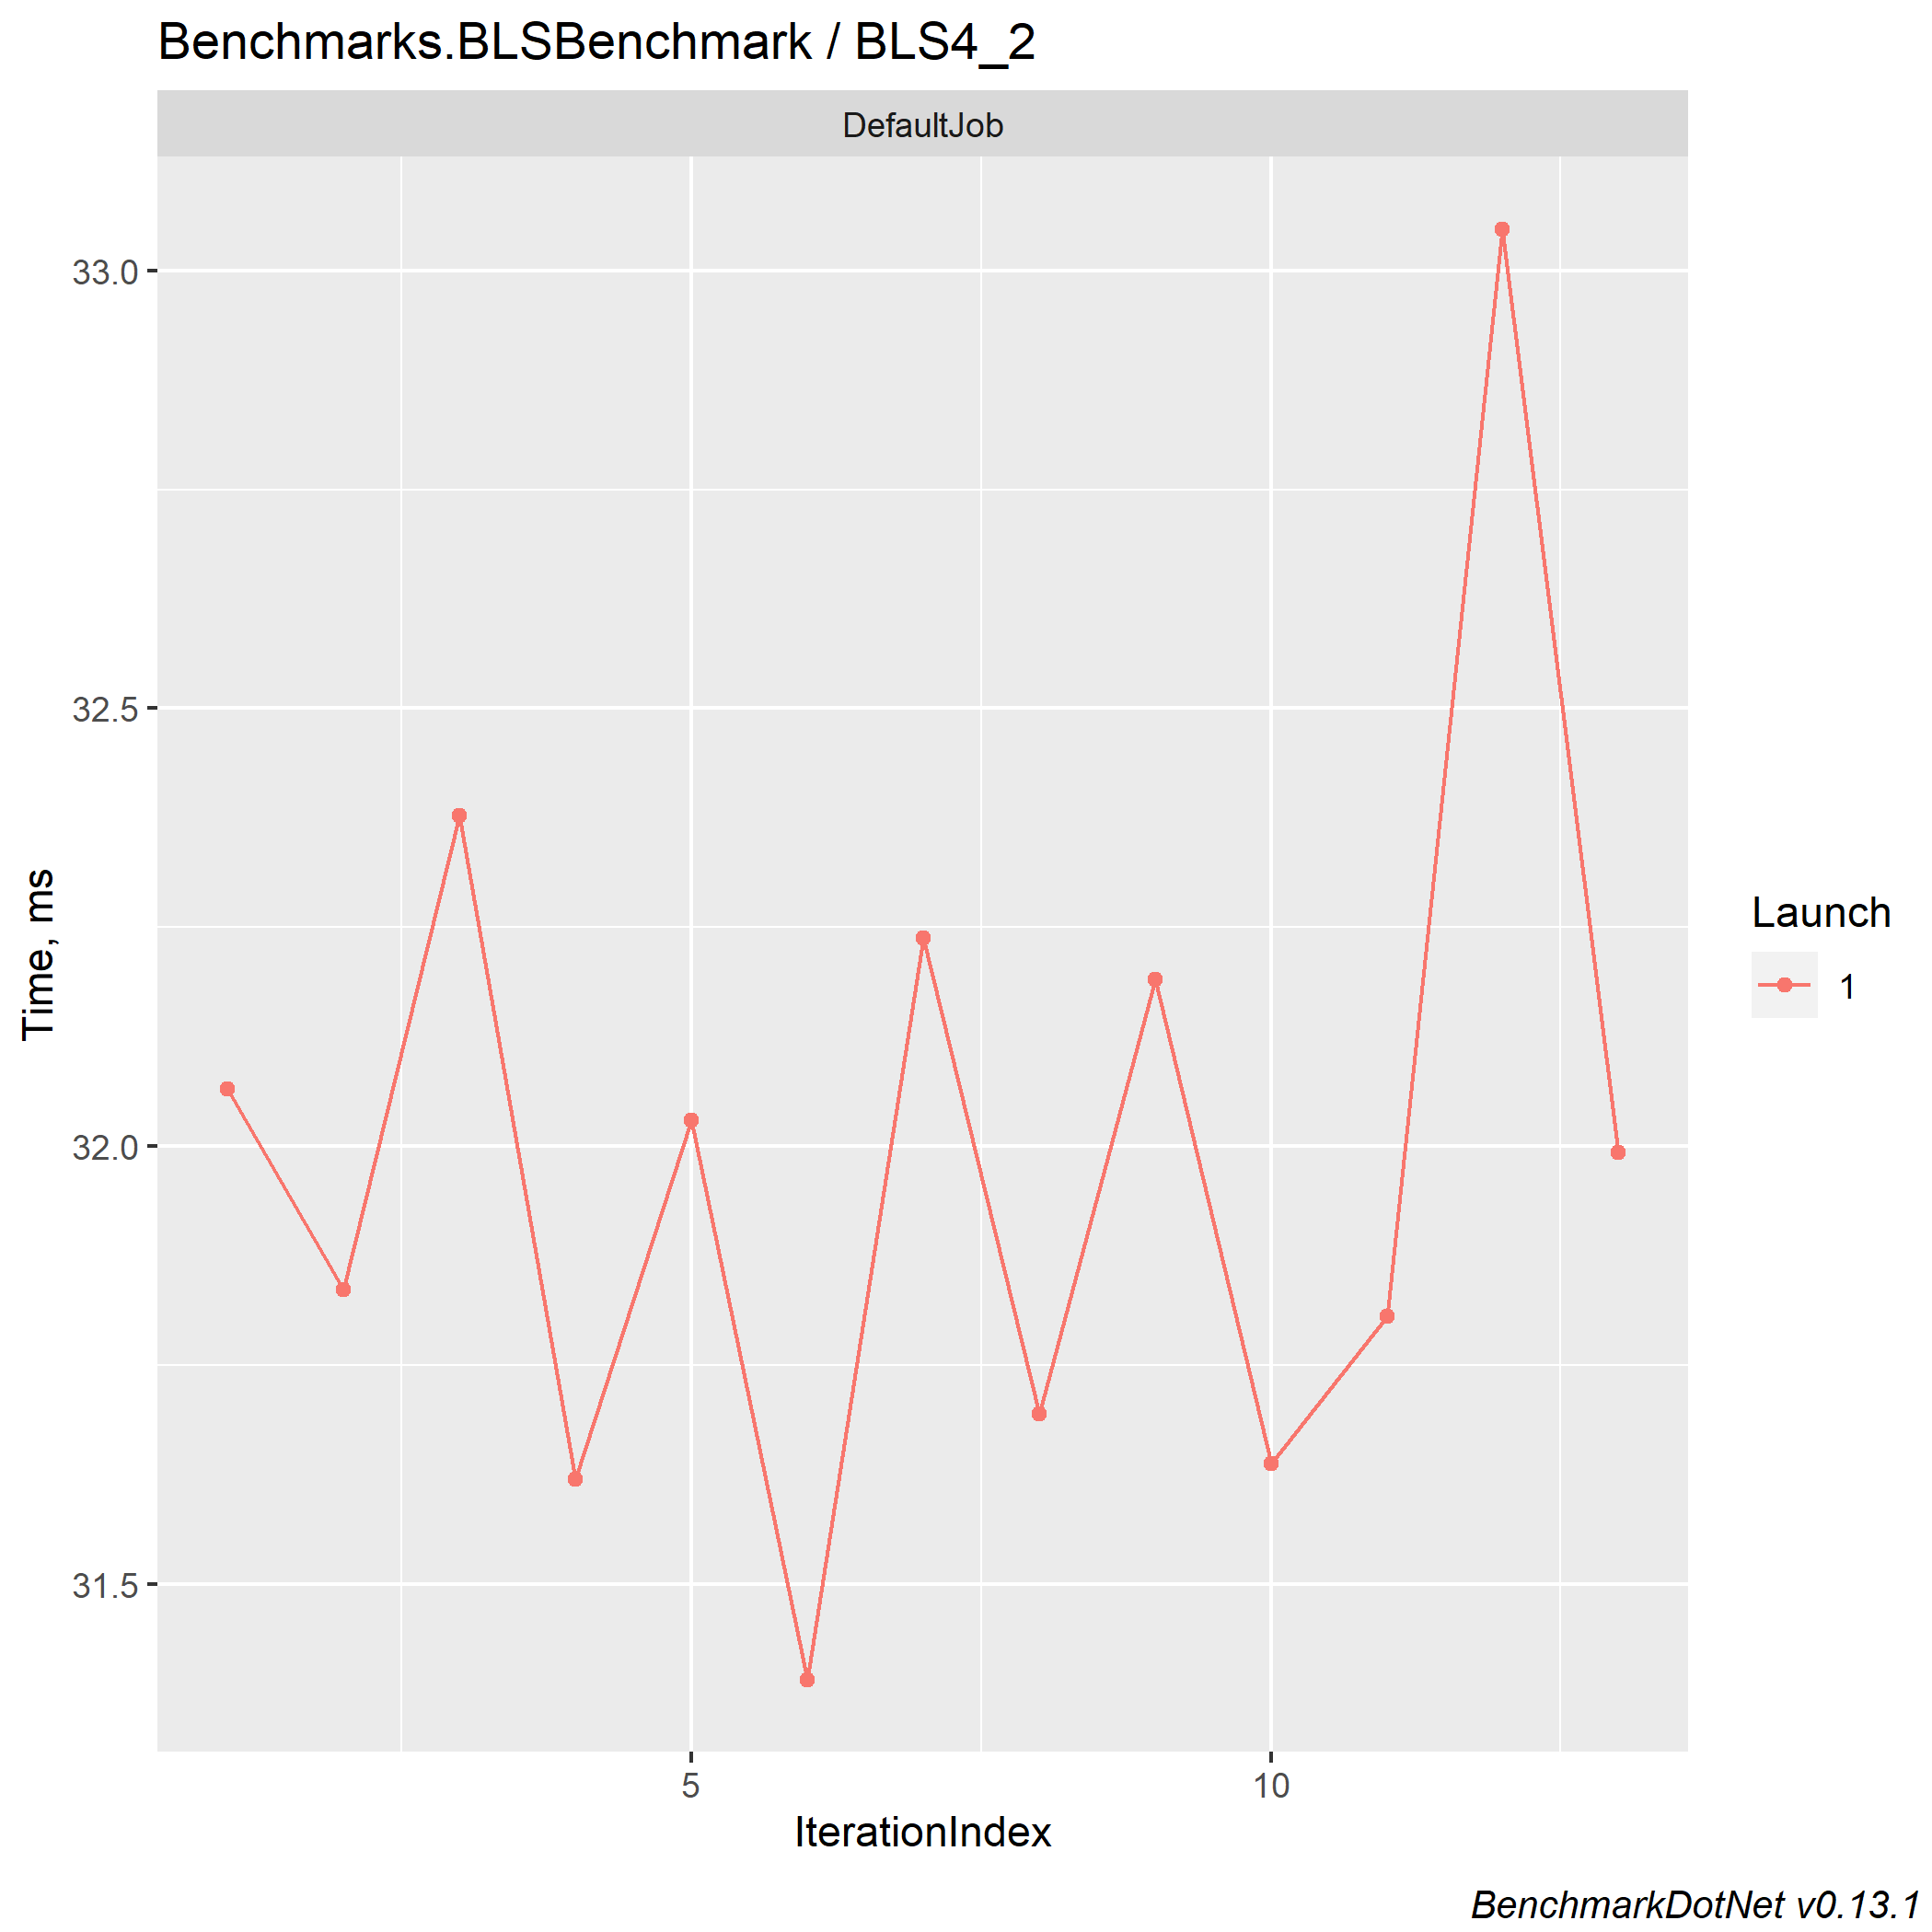 Benchmarks.BLSBenchmark / BLS4_2
DefaultJob
33.0
32.5
32.0
31.5
Time, ms
5
10
IterationIndex
Launch
1
BenchmarkDotNet v0.13.1